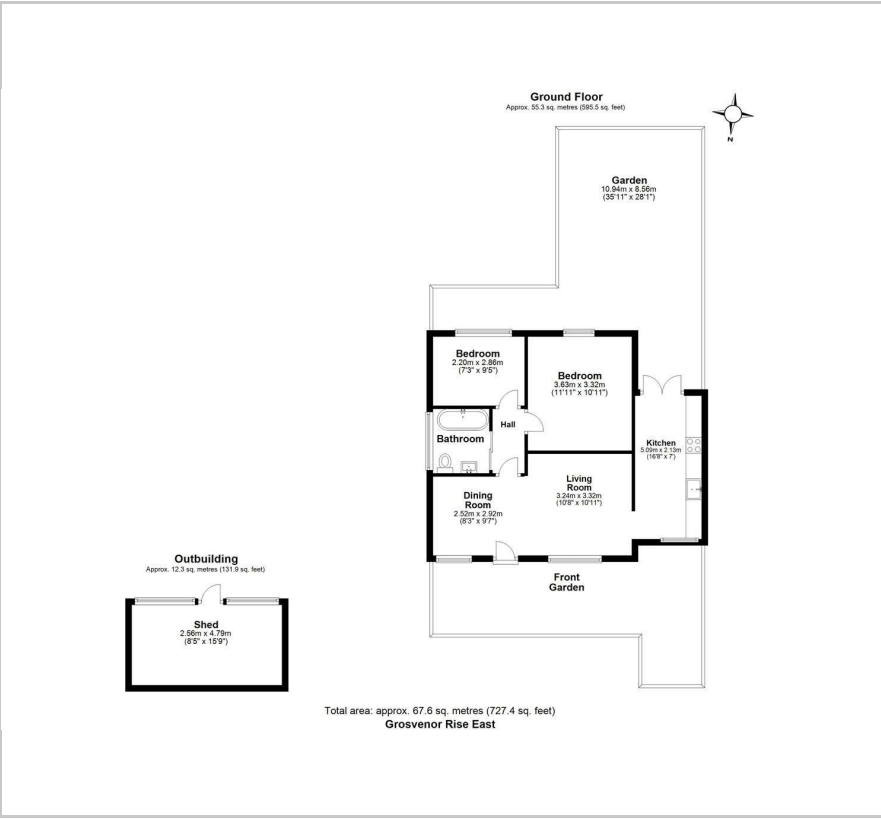 Ground Floor
Approx. 55.3 sq. metres (595.5 sq. feet)
N
Garden
10.94m x 8.56m
(35'11" x 28'1")
Bedroom
2.20m x 2.86m
(7'3" x 9'5")
Bedroom
3.63m x 3.32m
(11'11" x 10'11")
Hall
Bathroom
Kitchen
5.09m x 2.13m
(16'8" x 7')
Living
Room
3.24m x 3.32m
(10'8" x 10'11")
Dining
Room
2.52m x 2.92m
(8'3" x 9'7")
Front
Garden
Outbuilding
Approx. 12.3 sq. metres (131.9 sq. feet)
Shed
2.56m x 4.79m
(8'5" x 15'9")
Total area: approx. 67.6 sq. metres (727.4 sq. feet)
Grosvenor Rise East